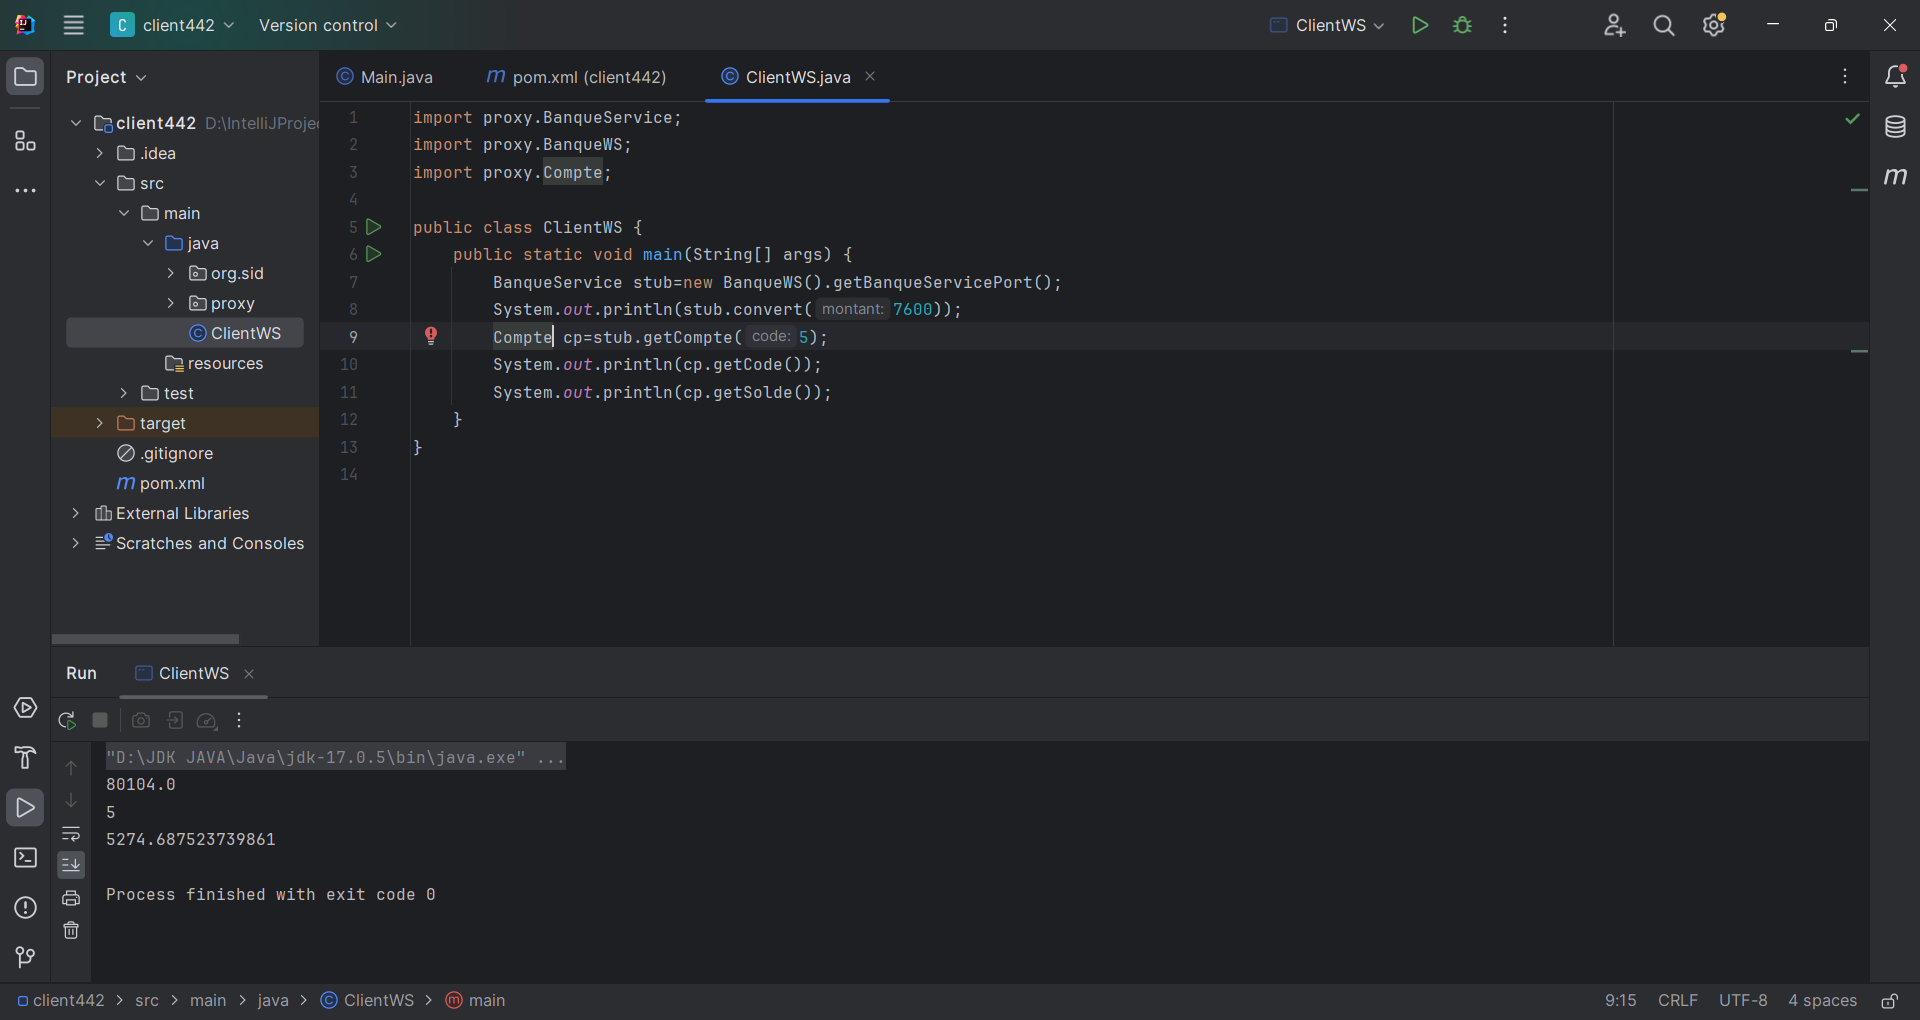 client442
Version control
ClientWS
Project
Main.java
pom.xml (client442)
ClientWS.java
client442 D:\IntelliJProje
.idea
src
main
java
org.sid
proxy
ClientWS
resources
test
target
.gitignore
pom.xml
External Libraries
Scratches and Consoles
1 import proxy.BanqueService;
2 import proxy.BanqueWS;
3 import proxy.Compte;
4
5 public class ClientWS {
6 public static void main(String[] args) {
7 BanqueService stub=new BanqueWS().getBanqueServicePort();
8 System.out.println(stub.convert( montant: 7600));
9 Compte cp=stub.getCompte( code: 5);
10 System.out.println(cp.getCode());
11 System.out.println(cp.getSolde());
12 }
13 }
14
Run
ClientWS
"D:\JDK JAVA\Java\jdk-17.0.5\bin\java.exe" ...
80104.0
5
5274.687523739861
Process finished with exit code 0
client442 > src > main > java > ClientWS > main
9:15 CRLF UTF-8 4 spaces